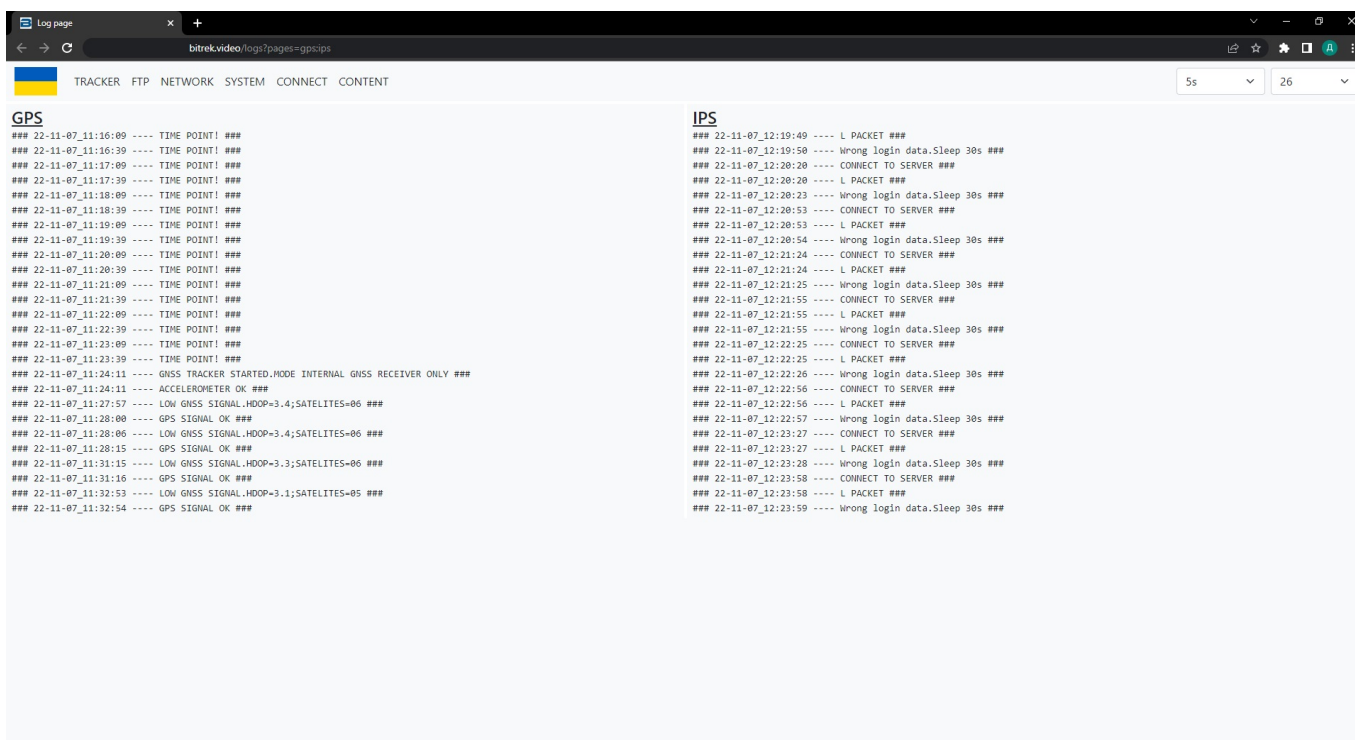 Log page
bitrek.video/logs?pages=gps:ips
Д
TRACKER FTP NETWORK SYSTEM CONNECT CONTENT
5s
26
GPS
### 22-11-07_11:16:09 ---- TIME POINT! ###
### 22-11-07_11:16:39 ---- TIME POINT! ###
### 22-11-07_11:17:09 ---- TIME POINT! ###
### 22-11-07_11:17:39 ---- TIME POINT! ###
### 22-11-07_11:18:09 ---- TIME POINT! ###
### 22-11-07_11:18:39 ---- TIME POINT! ###
### 22-11-07_11:19:09 ---- TIME POINT! ###
### 22-11-07_11:19:39 ---- TIME POINT! ###
### 22-11-07_11:20:09 ---- TIME POINT! ###
### 22-11-07_11:20:39 ---- TIME POINT! ###
### 22-11-07_11:21:09 ---- TIME POINT! ###
### 22-11-07_11:21:39 ---- TIME POINT! ###
### 22-11-07_11:22:09 ---- TIME POINT! ###
### 22-11-07_11:22:39 ---- TIME POINT! ###
### 22-11-07_11:23:09 ---- TIME POINT! ###
### 22-11-07_11:23:39 ---- TIME POINT! ###
### 22-11-07_11:24:11 ---- GNSS TRACKER STARTED.MODE INTERNAL GNSS RECEIVER ONLY ###
### 22-11-07_11:24:11 ---- ACCELEROMETER OK ###
### 22-11-07_11:27:57 ---- LOW GNSS SIGNAL.HDOP=3.4;SATELITES=06 ###
### 22-11-07_11:28:00 ---- GPS SIGNAL OK ###
### 22-11-07_11:28:06 ---- LOW GNSS SIGNAL.HDOP=3.4;SATELITES=06 ###
### 22-11-07_11:28:15 ---- GPS SIGNAL OK ###
### 22-11-07_11:31:15 ---- LOW GNSS SIGNAL.HDOP=3.3;SATELITES=06 ###
### 22-11-07_11:31:16 ---- GPS SIGNAL OK ###
### 22-11-07_11:32:53 ---- LOW GNSS SIGNAL.HDOP=3.1;SATELITES=05 ###
### 22-11-07_11:32:54 ---- GPS SIGNAL OK ###
IPS
### 22-11-07_12:19:49 ---- L PACKET ###
### 22-11-07_12:19:50 ---- Wrong login data.Sleep 30s ###
### 22-11-07_12:20:20 ---- CONNECT TO SERVER ###
### 22-11-07_12:20:20 ---- L PACKET ###
### 22-11-07_12:20:23 ---- Wrong login data.Sleep 30s ###
### 22-11-07_12:20:53 ---- CONNECT TO SERVER ###
### 22-11-07_12:20:53 ---- L PACKET ###
### 22-11-07_12:20:54 ---- Wrong login data.Sleep 30s ###
### 22-11-07_12:21:24 ---- CONNECT TO SERVER ###
### 22-11-07_12:21:24 ---- L PACKET ###
### 22-11-07_12:21:25 ---- Wrong login data.Sleep 30s ###
### 22-11-07_12:21:55 ---- CONNECT TO SERVER ###
### 22-11-07_12:21:55 ---- L PACKET ###
### 22-11-07_12:21:55 ---- Wrong login data.Sleep 30s ###
### 22-11-07_12:22:25 ---- CONNECT TO SERVER ###
### 22-11-07_12:22:25 ---- L PACKET ###
### 22-11-07_12:22:26 ---- Wrong login data.Sleep 30s ###
### 22-11-07_12:22:56 ---- CONNECT TO SERVER ###
### 22-11-07_12:22:56 ---- L PACKET ###
### 22-11-07_12:22:57 ---- Wrong login data.Sleep 30s ###
### 22-11-07_12:23:27 ---- CONNECT TO SERVER ###
### 22-11-07_12:23:27 ---- L PACKET ###
### 22-11-07_12:23:28 ---- Wrong login data.Sleep 30s ###
### 22-11-07_12:23:58 ---- CONNECT TO SERVER ###
### 22-11-07_12:23:58 ---- L PACKET ###
### 22-11-07_12:23:59 ---- Wrong login data.Sleep 30s ###